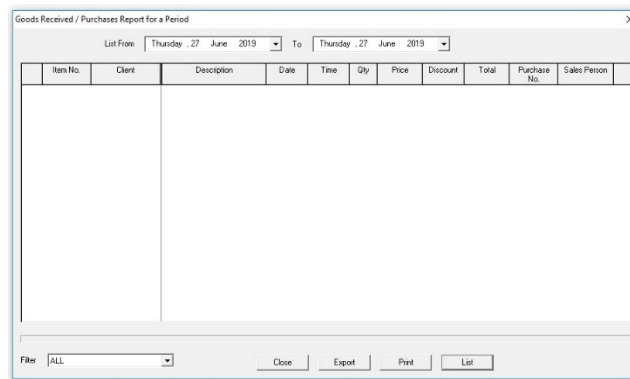 Goods Received / Purchases Report for a Period
List From Thursday , 27 June 2019 To Thursday , 27 June 2019
Item No. Client Description Date Time Qty Price Discount Total Purchase No. Sales Person
Filter ALL Close Export Print List